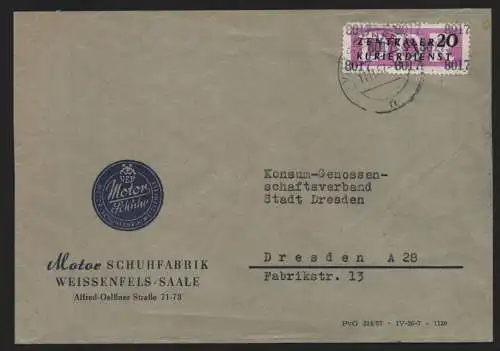 8017 8017
ZENTRALER 20
KURIERDIENST
8017 8017 8017
VEB
Motor
Schuhe
Konsum-Genossen-
schaftsverband
Stadt Dresden
Motor SCHUHFABRIK
WEISSENFELS/SAALE
Alfred-Oelßner Straße 71-73
Dresden A 28
Fabrikstr. 13